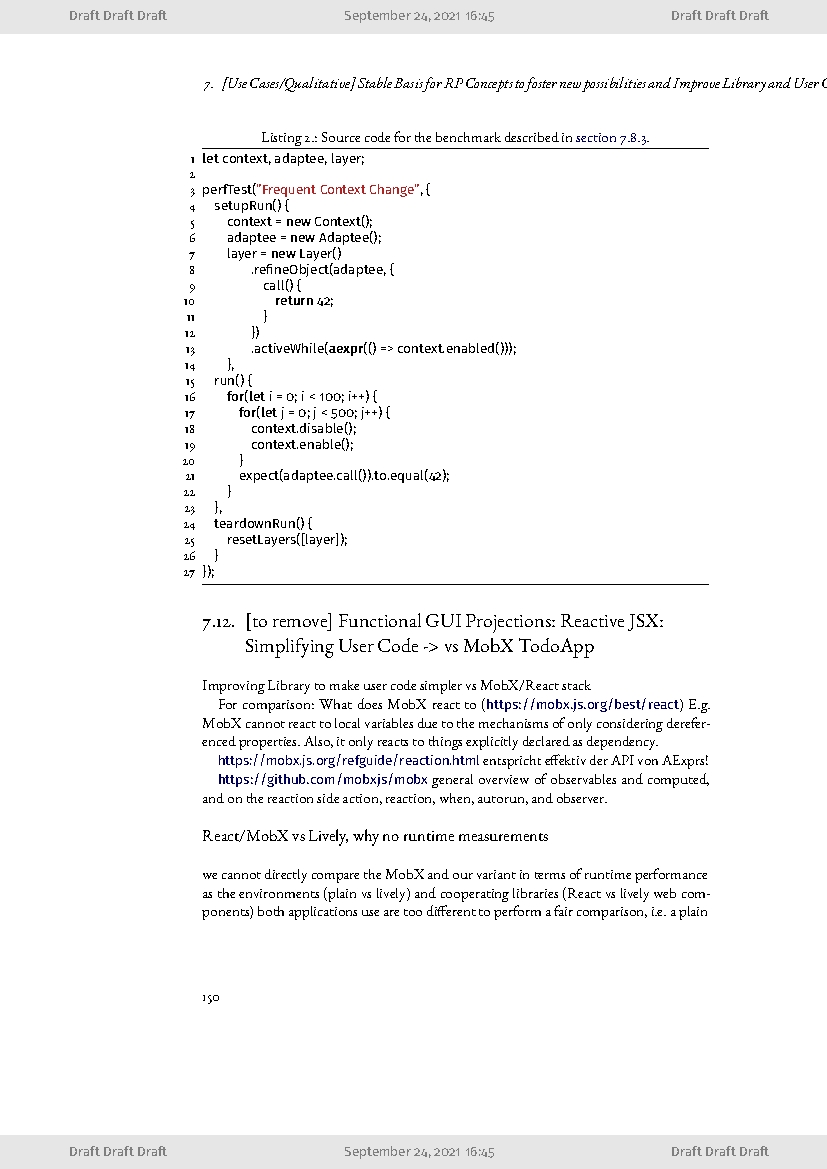 Draft Draft Draft September 24, 2021 16:45 Draft Draft Draft
7. [Use Cases/Qualitative] Stable Basis for RP Concepts to foster new possibilities and Improve Library and User
Listing 2.: Source code for the benchmark described in section 7.8.3.
1 let context, adaptee, layer;
2
3 perfTest("Frequent Context Change", {
4 setupRun() {
5 context = new Context();
6 adaptee = new Adaptee();
7 layer = new Layer()
8 .refineObject(adaptee, {
9 call() {
10 return 42;
11 }
12 })
13 .activeWhile(aexpr(() => context.enabled()));
14 },
15 run() {
16 for(let i = 0; i < 100; i++) {
17 for(let j = 0; j < 500; j++) {
18 context.disable();
19 context.enable();
20 }
21 expect(adaptee.call()).to.equal(42);
22 }
23 },
24 teardownRun() {
25 resetLayers([layer]);
26 }
27 });
7.12. [to remove] Functional GUI Projections: Reactive JSX:
Simplifying User Code -> vs MobX TodoApp
Improving Library to make user code simpler vs MobX/React stack
For comparison: What does MobX react to (https://mobx.js.org/best/react) E.g.
MobX cannot react to local variables due to the mechanisms of only considering derefer-
enced properties. Also, it only reacts to things explicitly declared as dependency.
https://mobx.js.org/refguide/reaction.html entspricht effektiv der API von AExprs!
https://github.com/mobxjs/mobx general overview of observables and computed,
and on the reaction side action, reaction, when, autorun, and observer.
React/MobX vs Lively, why no runtime measurements
we cannot directly compare the MobX and our variant in terms of runtime performance
as the environments (plain vs lively) and cooperating libraries (React vs lively web com-
ponents) both applications use are too different to perform a fair comparison, i.e. a plain
150
Draft Draft Draft September 24, 2021 16:45 Draft Draft Draft